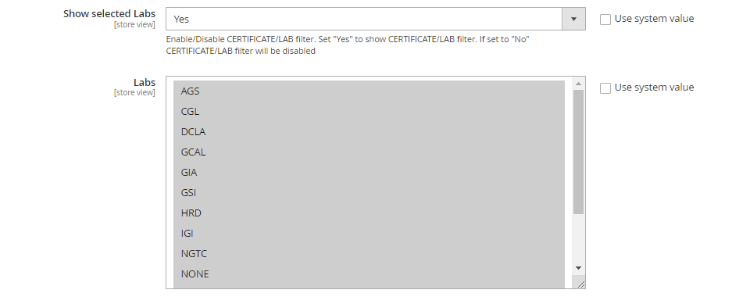 Show selected Labs
[store view]
Yes
Use system value
Enable/Disable CERTIFICATE/LAB filter. Set "Yes" to show CERTIFICATE/LAB filter. If set to "No"
CERTIFICATE/LAB filter will be disabled
Labs
[store view]
Use system value
AGS
CGL
DCLA
GCAL
GIA
GSI
HRD
IGI
NGTC
NONE